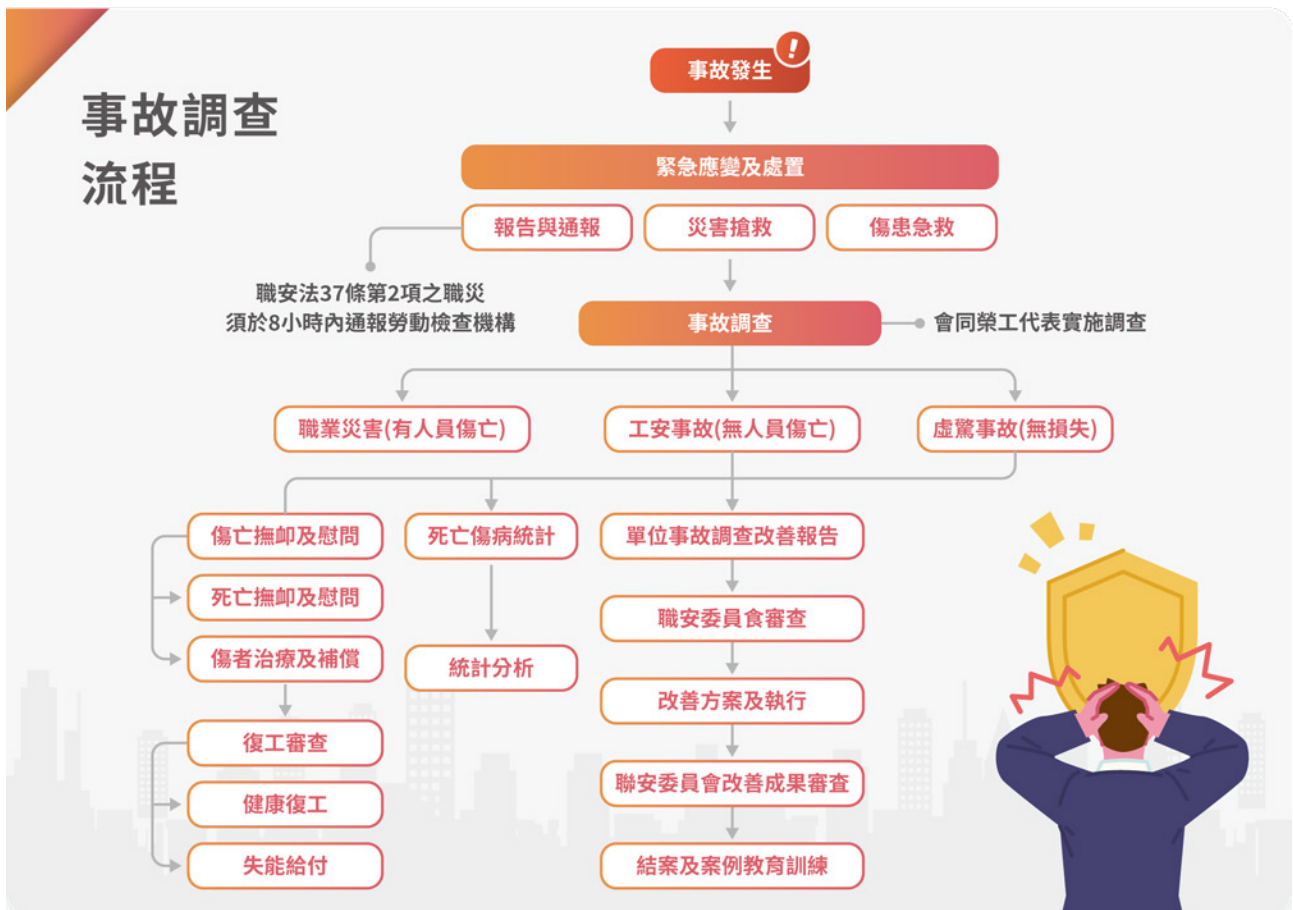 事故調查
流程
事故發生
!
緊急應變及處置
報告與通報
災害搶救
傷患急救
職安法37條第2項之職災
須於8小時內通報勞動檢查機構
事故調查
會同榮工代表實施調查
職業災害(有人員傷亡)
工安事故(無人員傷亡)
虛驚事故(無損失)
傷亡撫卹及慰問
死亡傷病統計
單位事故調查改善報告
死亡撫卹及慰問
職安委員食審查
傷者治療及補償
統計分析
改善方案及執行
復工審查
聯安委員會改善成果審查
健康復工
失能給付
結案及案例教育訓練